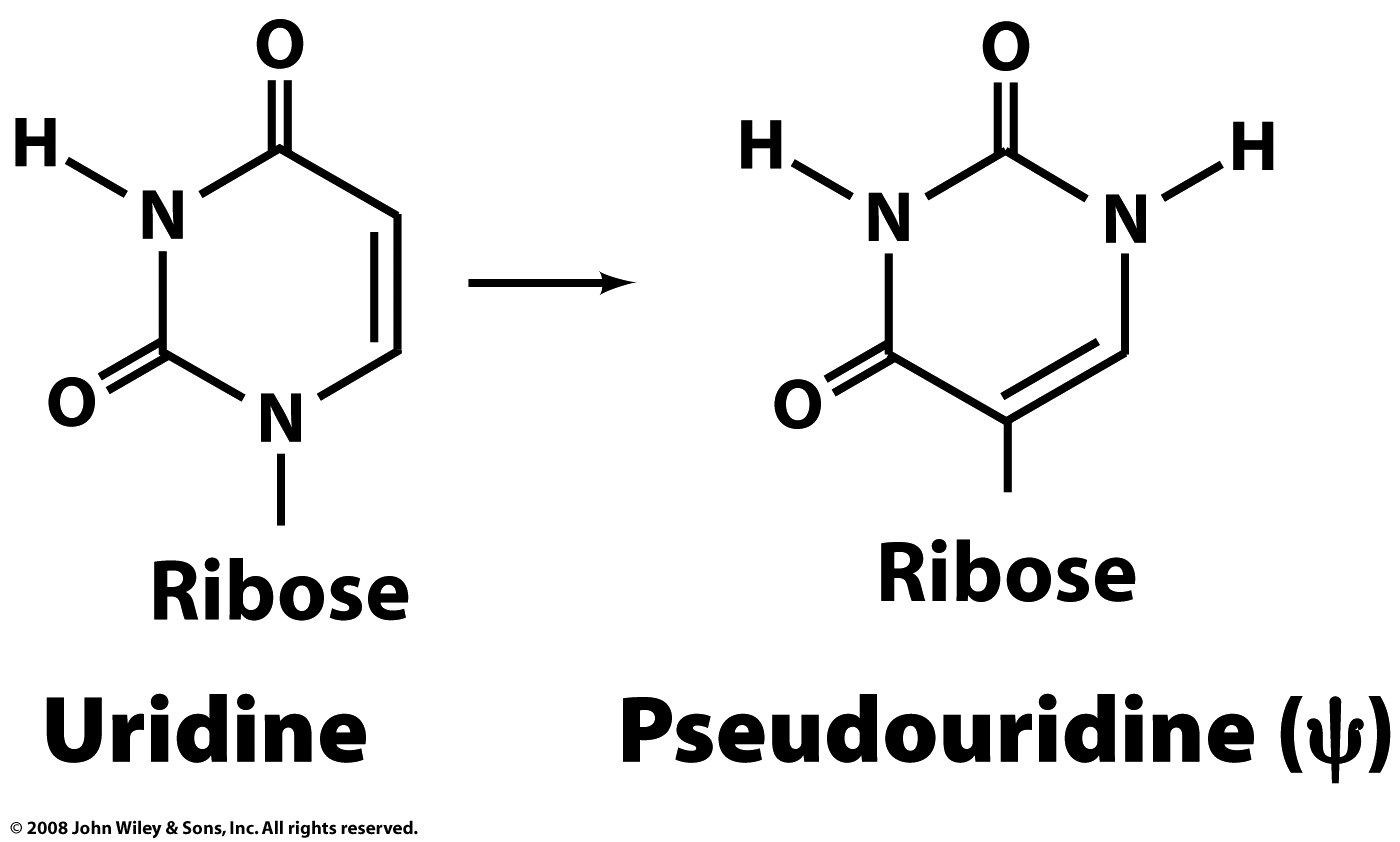 O
O
H
H
H
N
N
N
O
O
N
Ribose
Ribose
Uridine
Pseudouridine (ψ)
© 2008 John Wiley & Sons, Inc. All rights reserved.